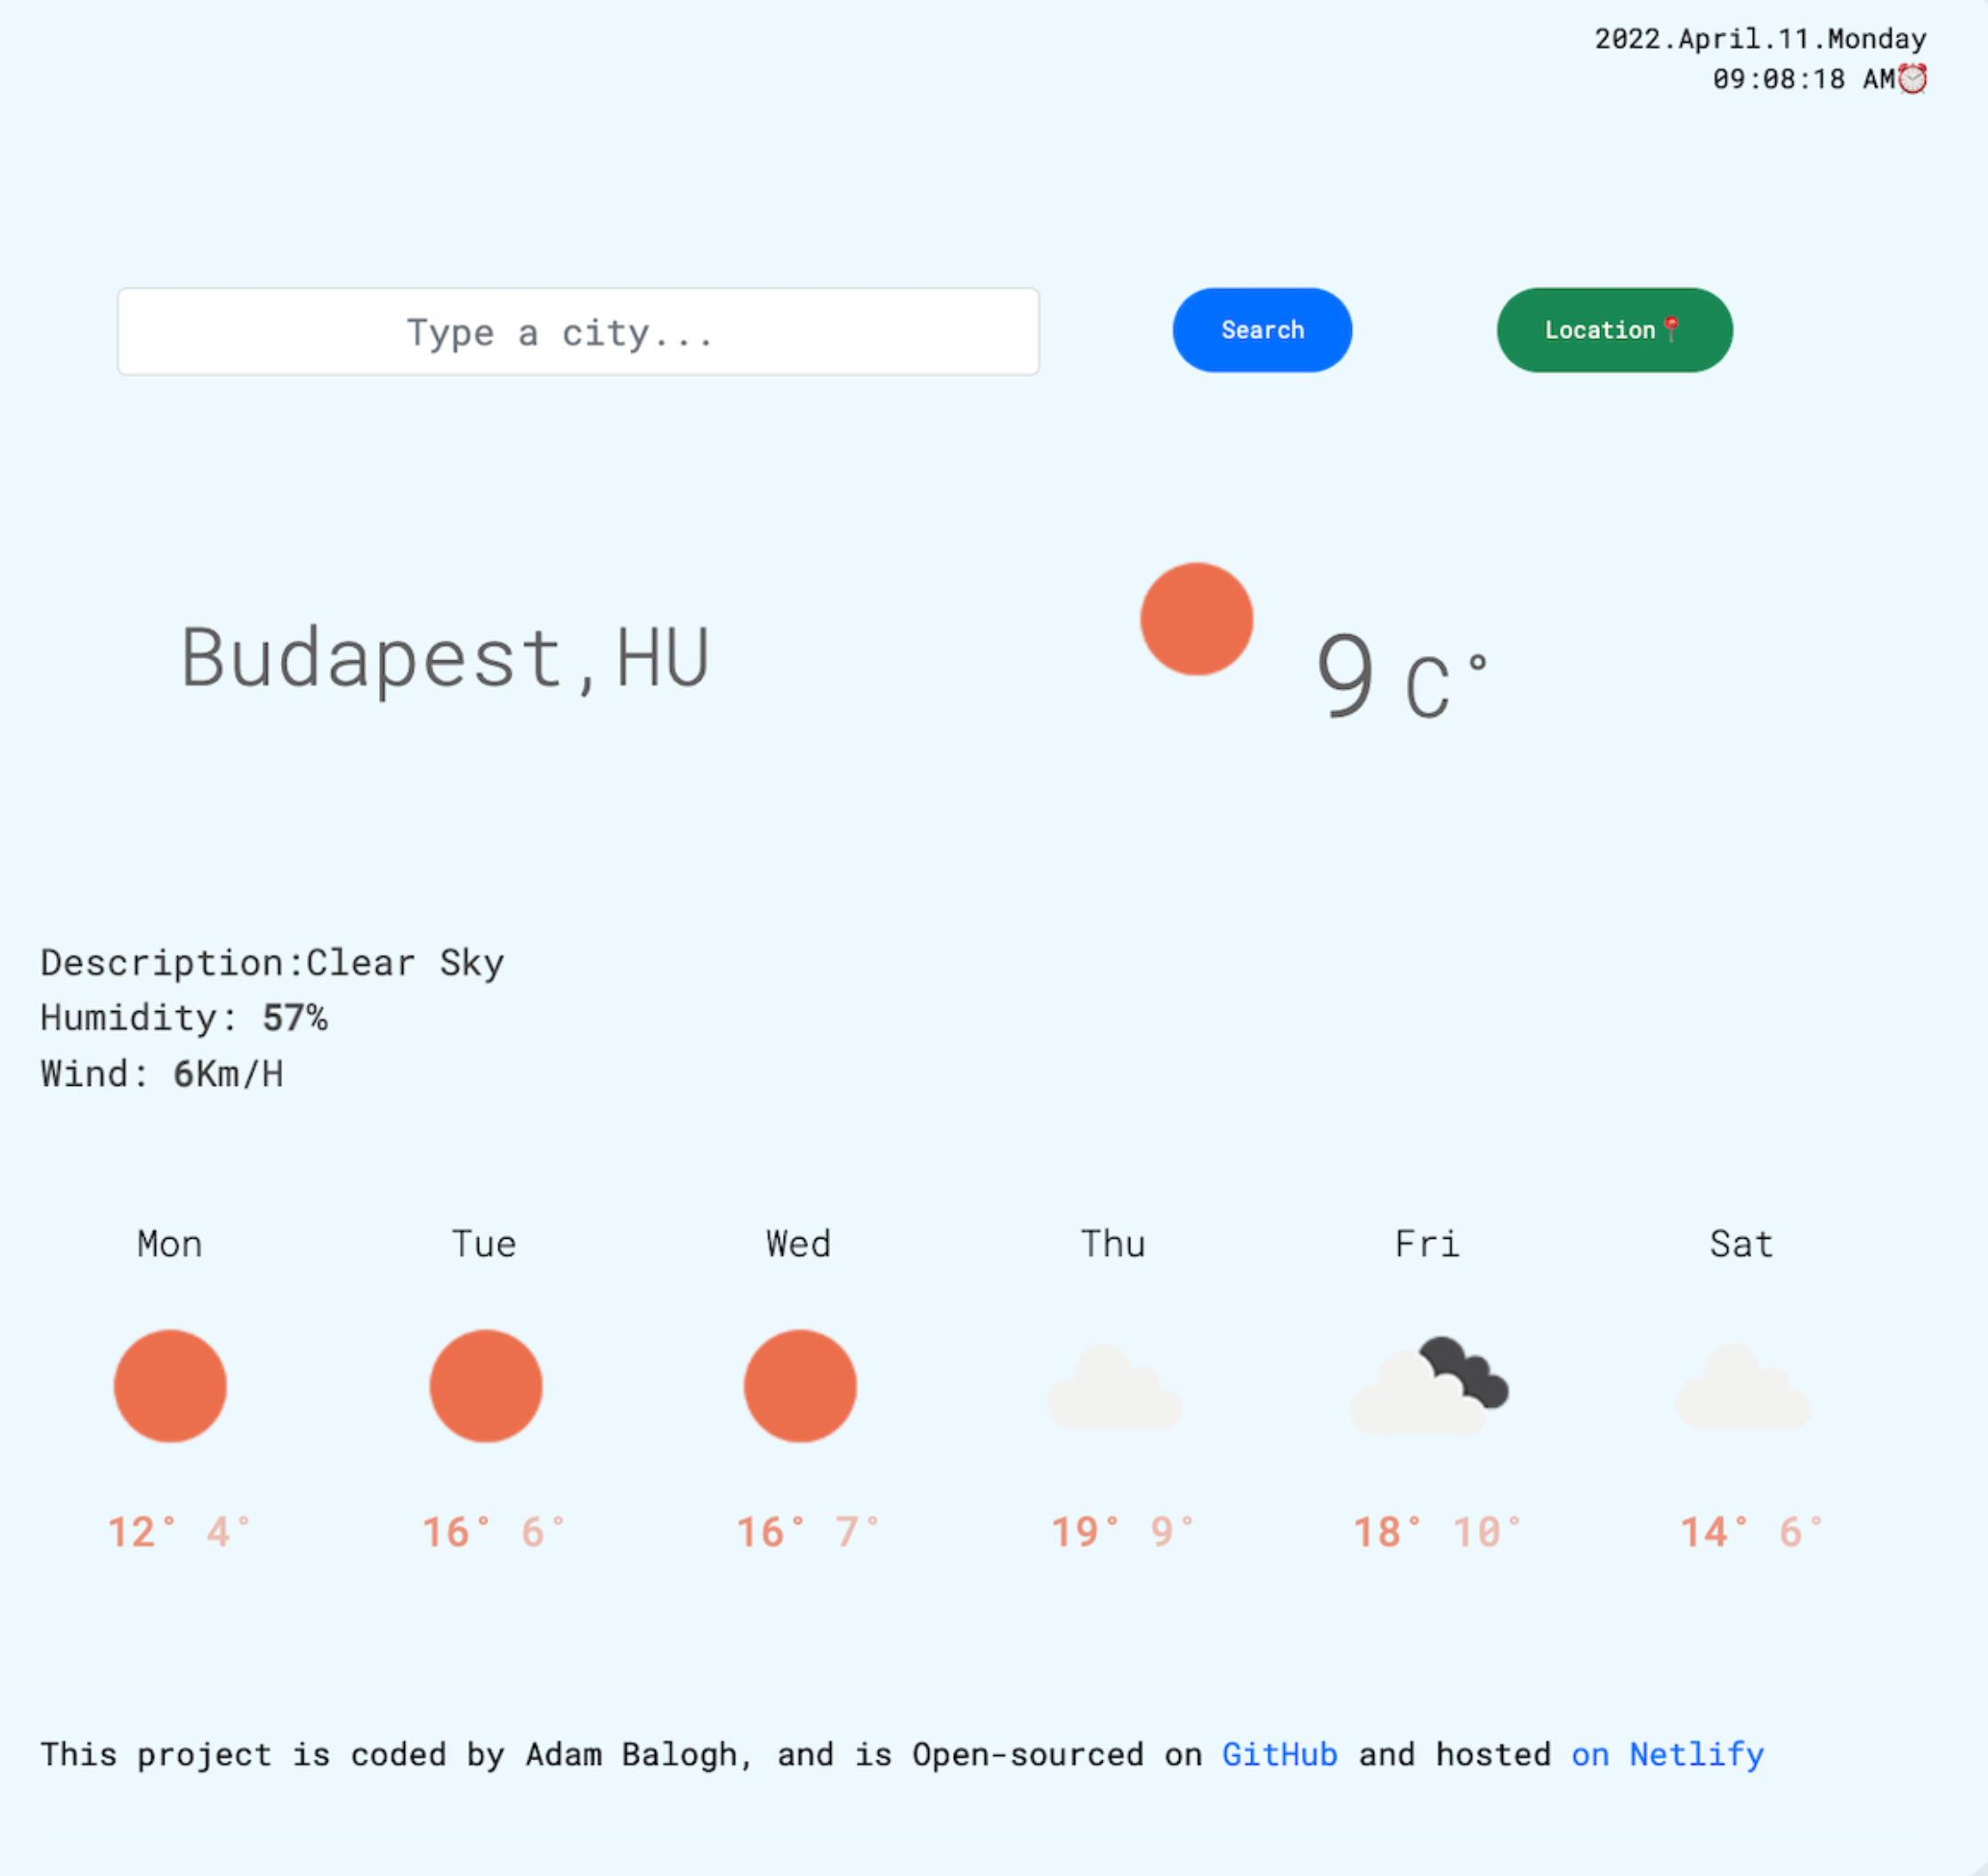 2022.April.11.Monday
09:08:18 AM⏰
Type a city...
Search
Location📍
Budapest,HU
9 C°
Description:Clear Sky
Humidity: 57%
Wind: 6Km/H
Mon Tue Wed Thu Fri Sat
12° 4° 16° 6° 16° 7° 19° 9° 18° 10° 14° 6°
This project is coded by Adam Balogh, and is Open-sourced on GitHub and hosted on Netlify